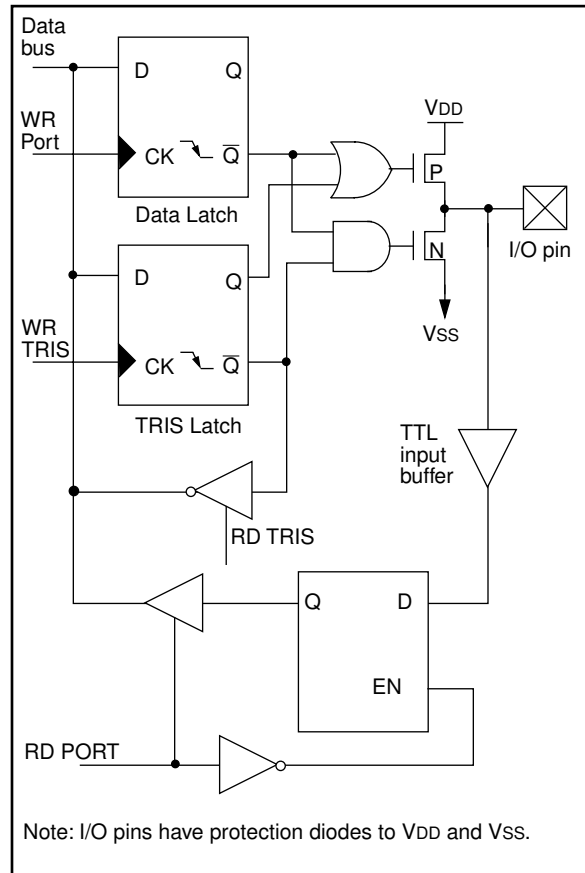 Data
bus
D
Q
WR
Port
CK
Q̅
Data Latch
VDD
P
N
I/O pin
VSS
D
Q
WR
TRIS
CK
Q̅
TRIS Latch
TTL
input
buffer
RD TRIS
Q
D
EN
RD PORT
Note: I/O pins have protection diodes to VDD and VSS.